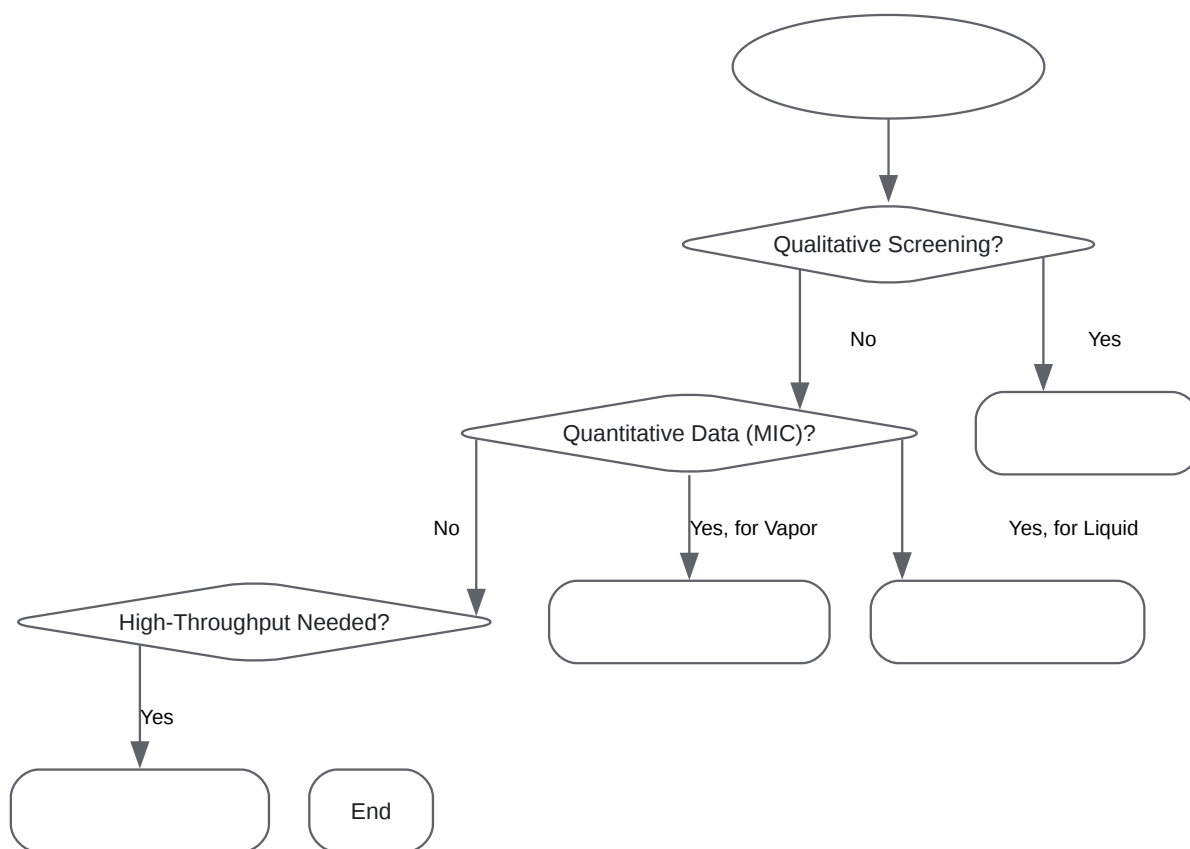 Qualitative Screening?
No
Yes
Quantitative Data (MIC)?
No
Yes, for Vapor
Yes, for Liquid
High-Throughput Needed?
Yes
End